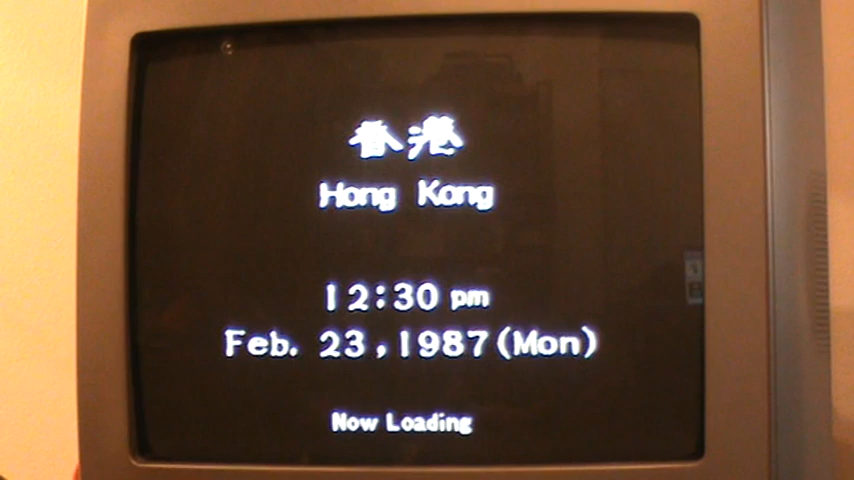 香港
Hong Kong
12:30 pm
Feb. 23,1987(Mon)
Now Loading